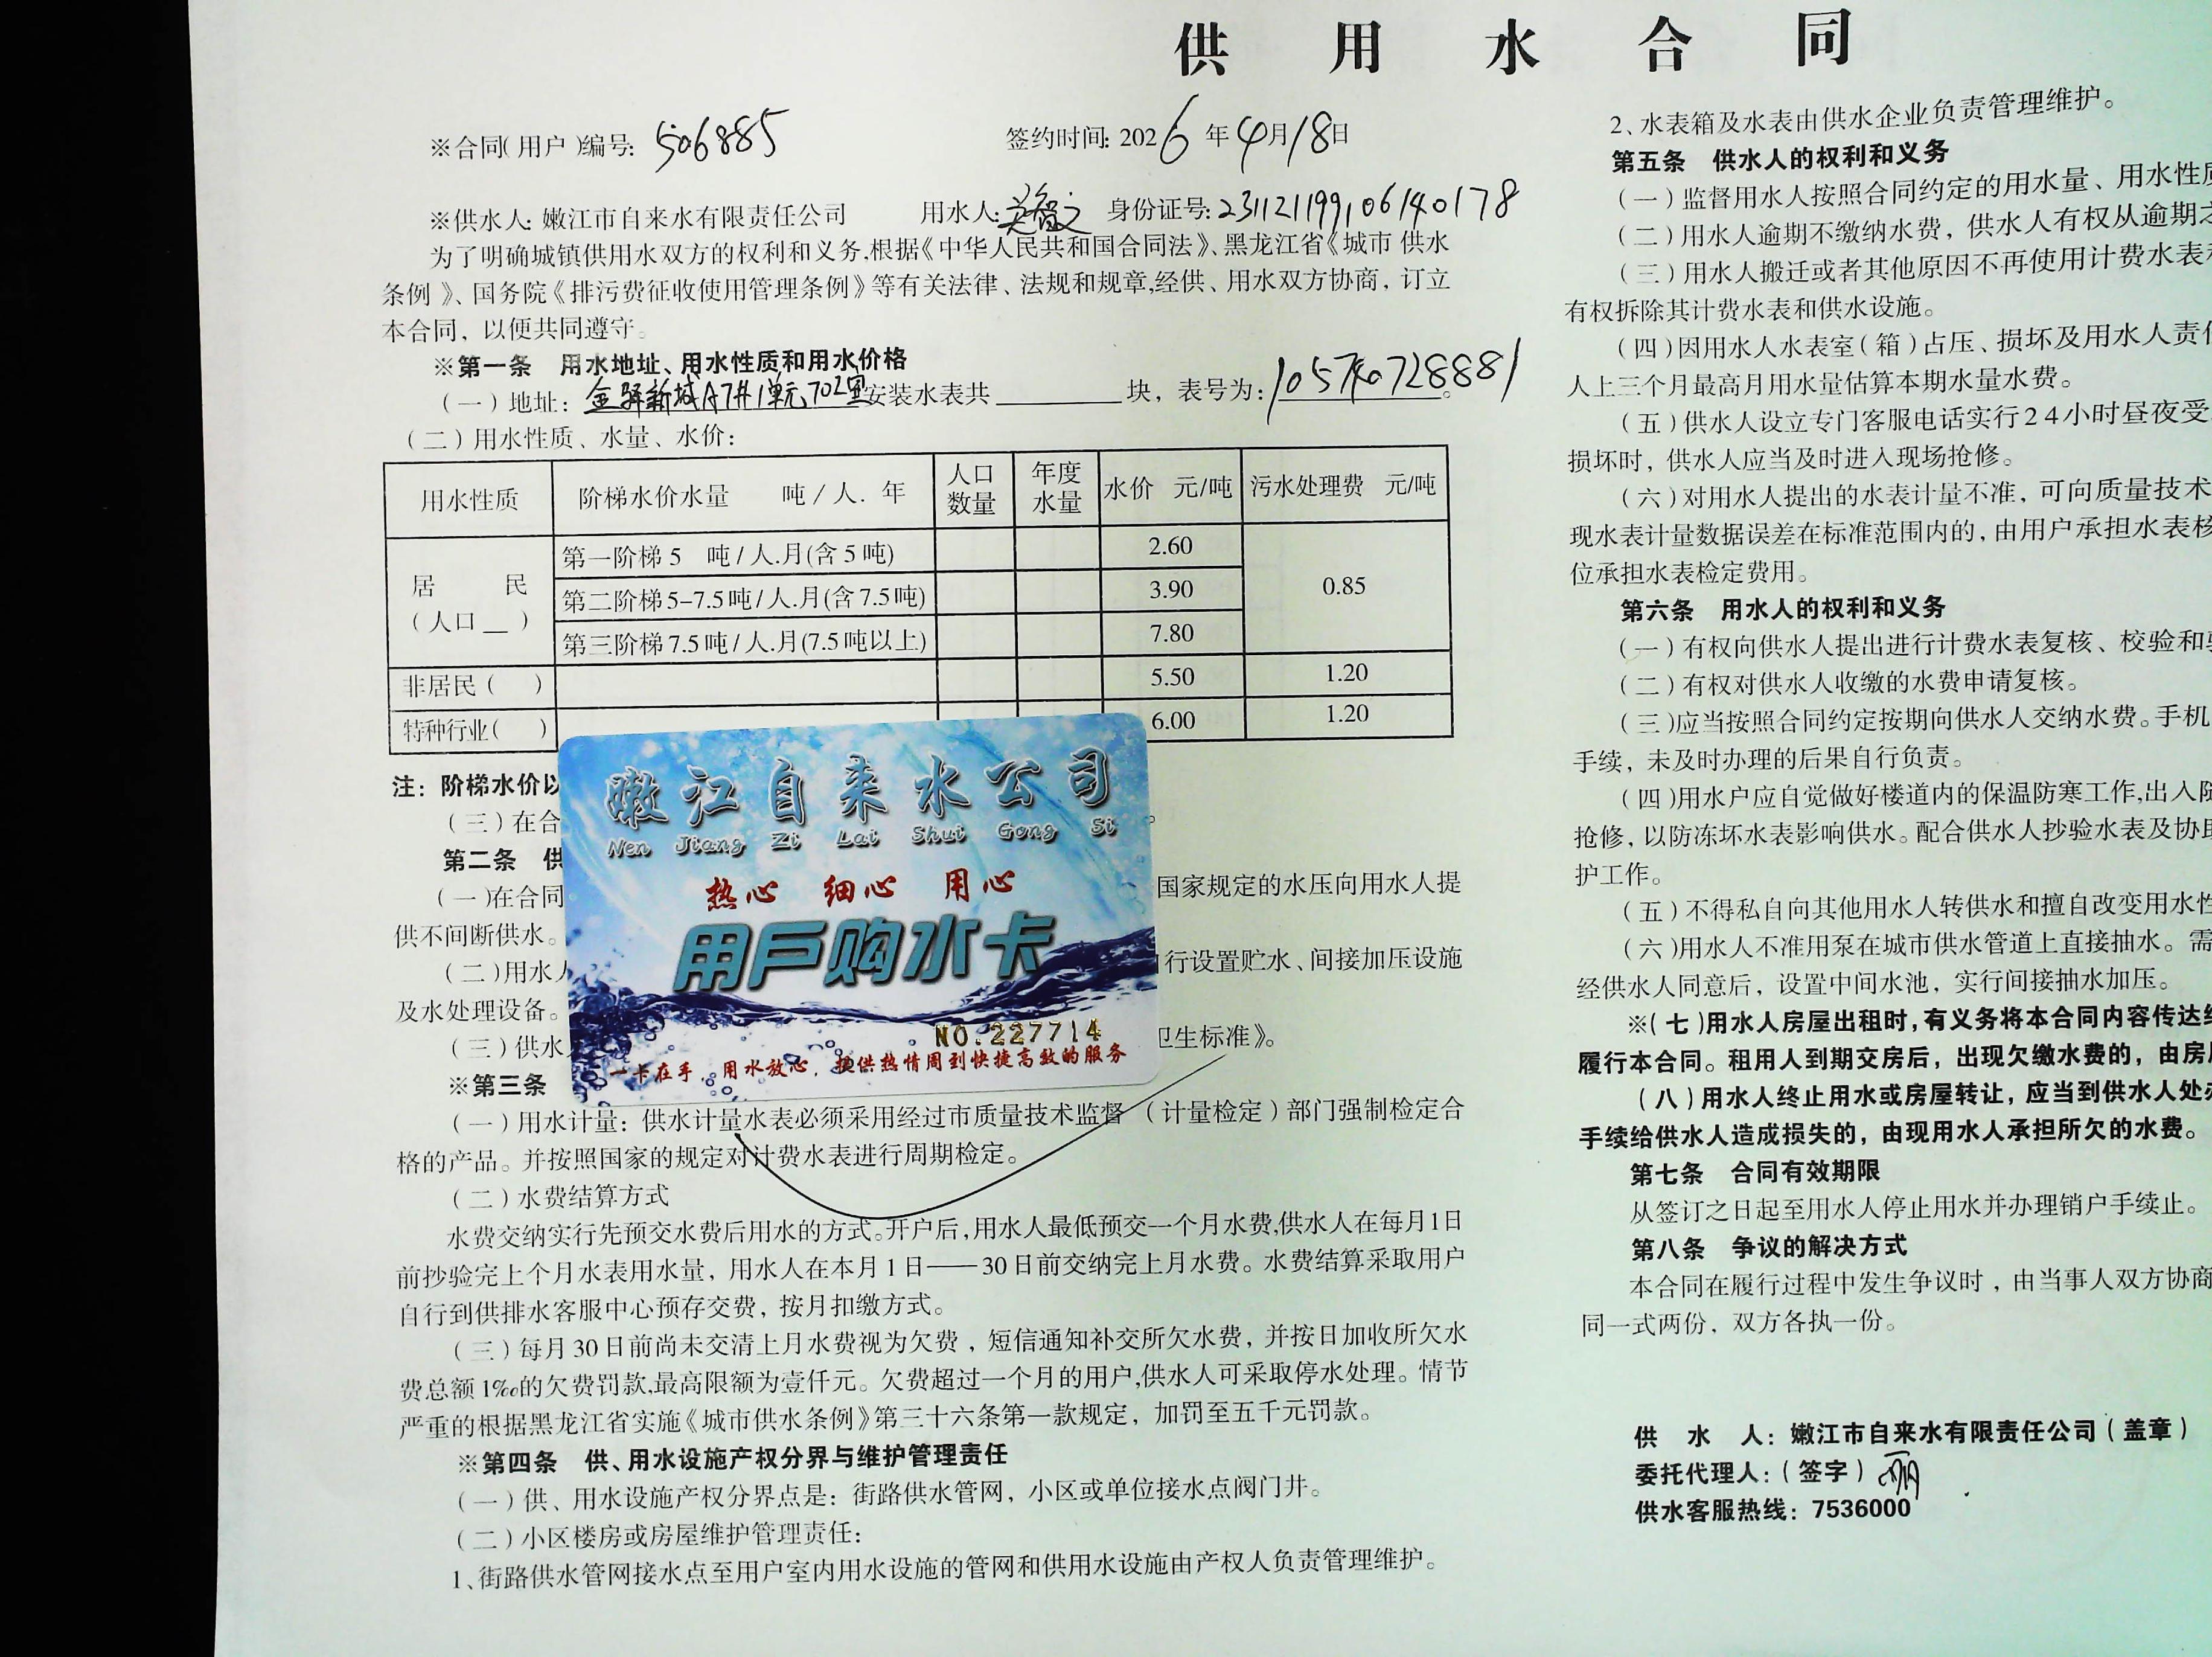 供用水合同
※合同(用户)编号: 506885 签约时间: 2026年4月18日
※供水人: 嫩江市自来水有限责任公司 用水人: 身份证号: 231121199106140178
为了明确城镇供用水双方的权利和义务,根据《中华人民共和国合同法》、黑龙江省《城市 供水
条例 》、国务院《排污费征收使用管理条例》等有关法律、法规和规章,经供、用水双方协商，订立
本合同，以便共同遵守。
※第一条 用水地址、用水性质和用水价格
(一)地址: 金驿新城A7#1单元702室安装水表共______块，表号为: 105740728881。
(二)用水性质、水量、水价:
用水性质 阶梯水价水量 吨/人. 年 人口数量 年度水量 水价 元/吨 污水处理费 元/吨
居 民 (人口__) 第一阶梯5 吨/人.月(含5吨) 2.60 0.85
第二阶梯5-7.5吨/人.月(含7.5吨) 3.90
第三阶梯7.5吨/人.月(7.5吨以上) 7.80
非居民( ) 5.50 1.20
特种行业( ) 6.00 1.20
注: 阶梯水价以
(三)在合
第二条 供
(一)在合同 国家规定的水压向用水人提
供不间断供水。
(二)用水人 行设置贮水、间接加压设施
及水处理设备。
(三)供水 卫生标准》。
※第三条
嫩江自来水公司
Nen Jiang Zi Lai Shui Gong Si
热心 细心 用心
用户购水卡
NO.227714
一卡在手，用水放心，提供热情周到快捷高效的服务
(一)用水计量: 供水计量水表必须采用经过市质量技术监督 (计量检定)部门强制检定合
格的产品。并按照国家的规定对计费水表进行周期检定。
(二)水费结算方式
水费交纳实行先预交水费后用水的方式。开户后,用水人最低预交一个月水费,供水人在每月1日
前抄验完上个月水表用水量，用水人在本月1日——30日前交纳完上月水费。水费结算采取用户
自行到供排水客服中心预存交费，按月扣缴方式。
(三)每月30日前尚未交清上月水费视为欠费，短信通知补交所欠水费，并按日加收所欠水
费总额1‰的欠费罚款,最高限额为壹仟元。欠费超过一个月的用户,供水人可采取停水处理。情节
严重的根据黑龙江省实施《城市供水条例》第三十六条第一款规定，加罚至五千元罚款。
※第四条 供、用水设施产权分界与维护管理责任
(一)供、用水设施产权分界点是: 街路供水管网，小区或单位接水点阀门井。
(二)小区楼房或房屋维护管理责任:
1、街路供水管网接水点至用户室内用水设施的管网和供用水设施由产权人负责管理维护。
2、水表箱及水表由供水企业负责管理维护。
第五条 供水人的权利和义务
(一)监督用水人按照合同约定的用水量、用水性质
(二)用水人逾期不缴纳水费，供水人有权从逾期之
(三)用水人搬迁或者其他原因不再使用计费水表和
有权拆除其计费水表和供水设施。
(四)因用水人水表室(箱)占压、损坏及用水人责任
人上三个月最高月用水量估算本期水量水费。
(五)供水人设立专门客服电话实行24小时昼夜受
损坏时，供水人应当及时进入现场抢修。
(六)对用水人提出的水表计量不准，可向质量技术
现水表计量数据误差在标准范围内的,由用户承担水表核
位承担水表检定费用。
第六条 用水人的权利和义务
(一)有权向供水人提出进行计费水表复核、校验和
(二)有权对供水人收缴的水费申请复核。
(三)应当按照合同约定按期向供水人交纳水费。手机
手续，未及时办理的后果自行负责。
(四)用水户应自觉做好楼道内的保温防寒工作,出入随
抢修，以防冻坏水表影响供水。配合供水人抄验水表及协助
护工作。
(五)不得私自向其他用水人转供水和擅自改变用水性
(六)用水人不准用泵在城市供水管道上直接抽水。需
经供水人同意后，设置中间水池，实行间接抽水加压。
※(七)用水人房屋出租时,有义务将本合同内容传达给
履行本合同。租用人到期交房后，出现欠缴水费的，由房
(八)用水人终止用水或房屋转让，应当到供水人处办
手续给供水人造成损失的，由现用水人承担所欠的水费。
第七条 合同有效期限
从签订之日起至用水人停止用水并办理销户手续止。
第八条 争议的解决方式
本合同在履行过程中发生争议时，由当事人双方协商
同一式两份，双方各执一份。
供 水 人: 嫩江市自来水有限责任公司(盖章)
委托代理人: (签字)
供水客服热线: 7536000